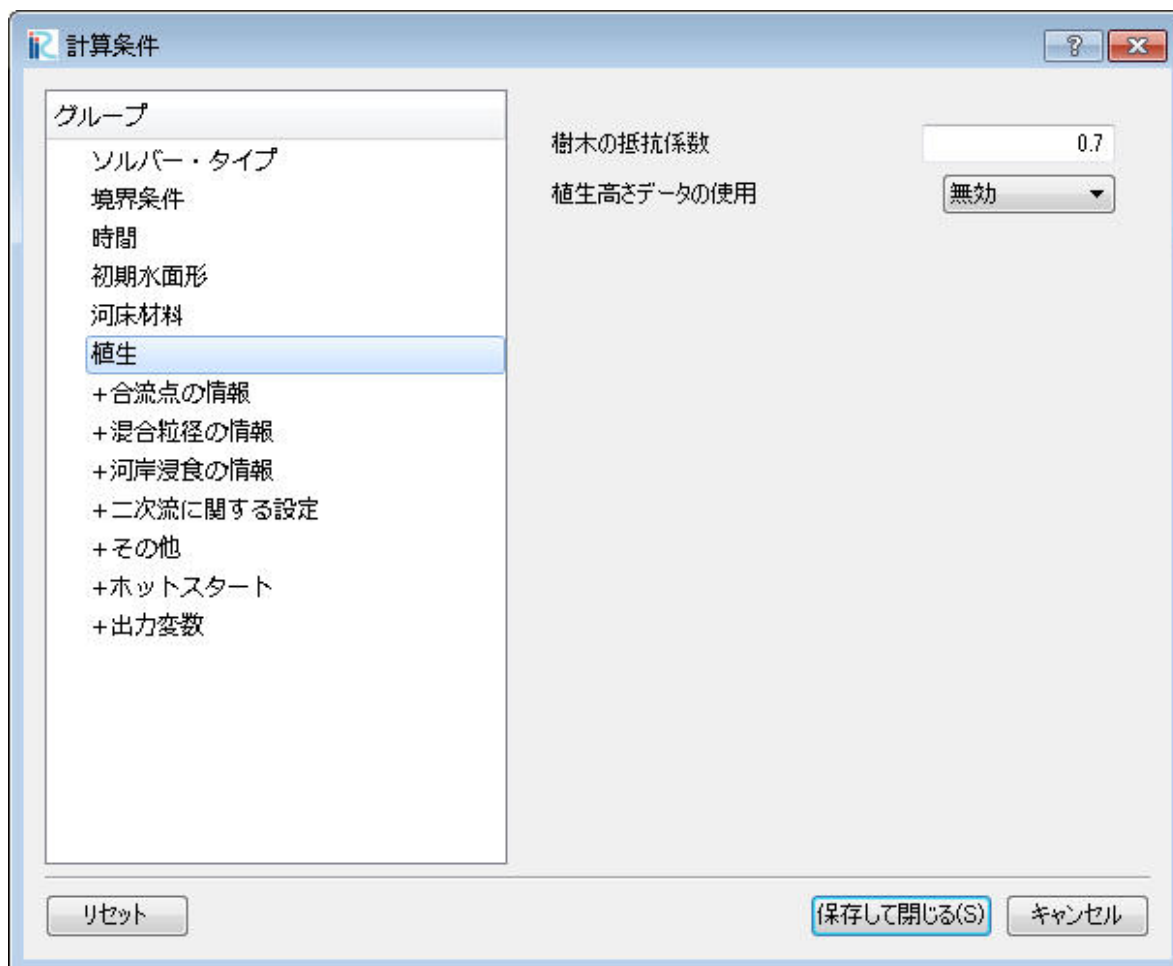 計算条件
グループ
ソルバー・タイプ
境界条件
時間
初期水面形
河床材料
植生
+合流点の情報
+混合粒径の情報
+河岸浸食の情報
+二次流に関する設定
+その他
+ホットスタート
+出力変数
樹木の抵抗係数 0.7
植生高さデータの使用 無効
リセット 保存して閉じる(S) キャンセル